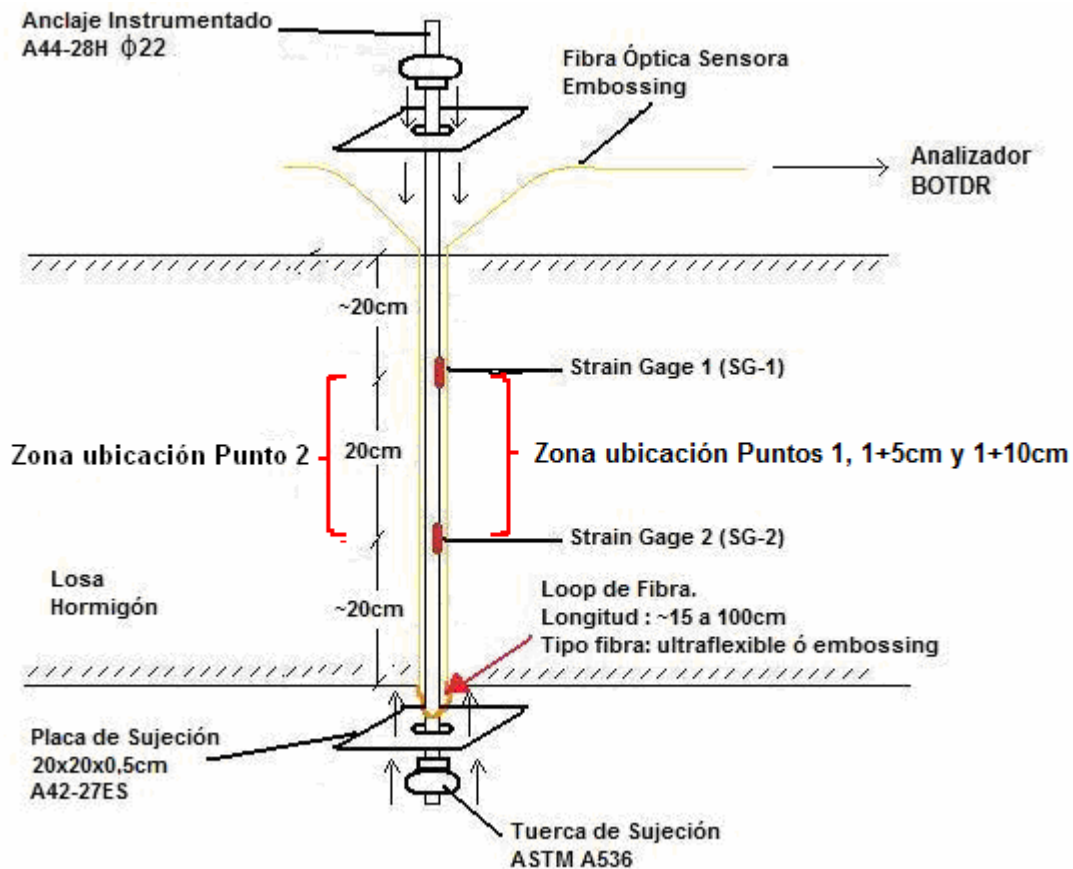 Anclaje Instrumentado
A44-28H ϕ22
Fibra Óptica Sensora
Embossing
Analizador
BOTDR
~20cm
Strain Gage 1 (SG-1)
Zona ubicación Punto 2
20cm
Zona ubicación Puntos 1, 1+5cm y 1+10cm
Strain Gage 2 (SG-2)
Losa
Hormigón
~20cm
Loop de Fibra.
Longitud : ~15 a 100cm
Tipo fibra: ultraflexible ó embossing
Placa de Sujeción
20x20x0,5cm
A42-27ES
Tuerca de Sujeción
ASTM A536